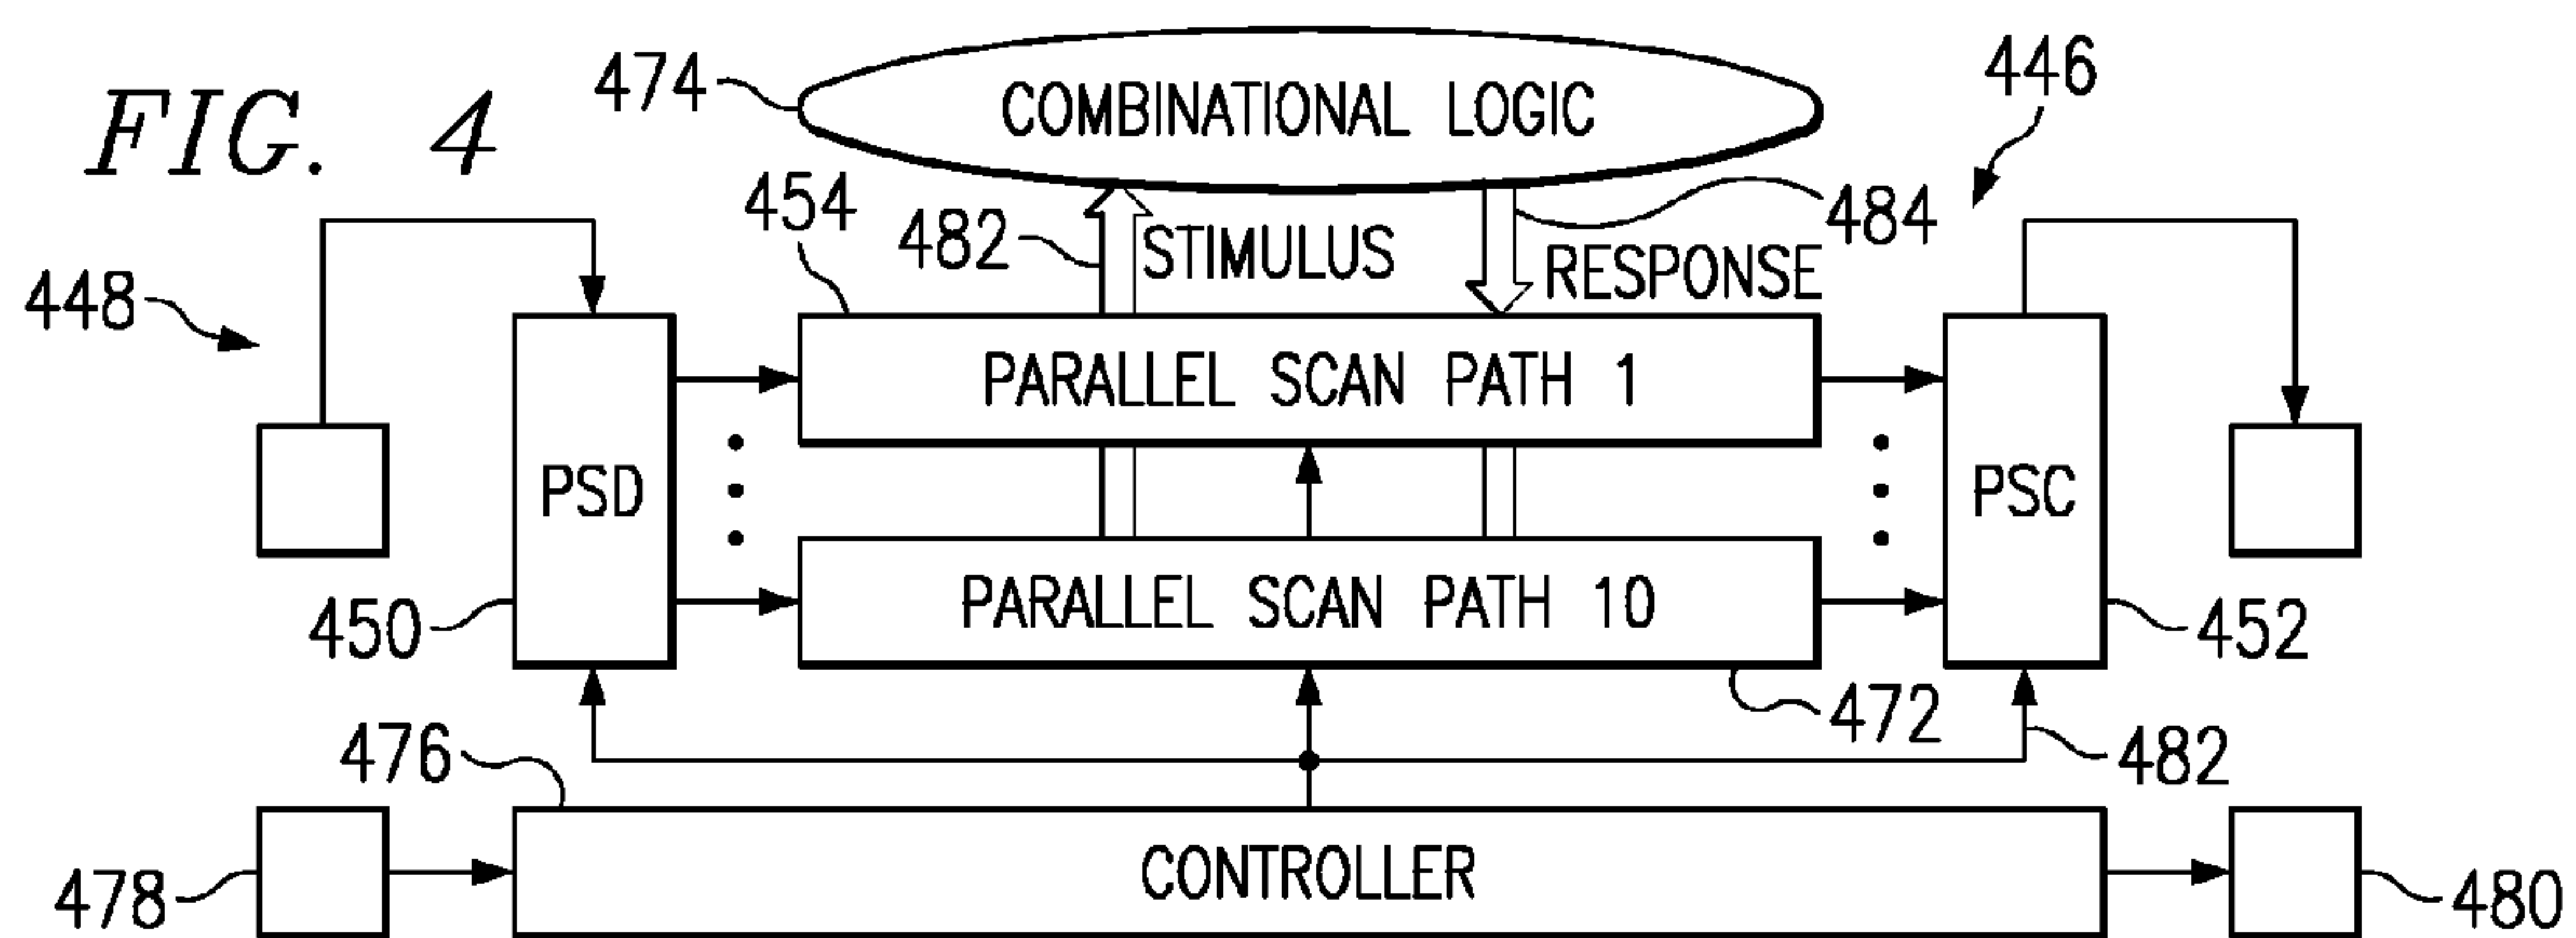 FIG. 4
474
COMBINATIONAL LOGIC
446
454
482
STIMULUS
484
RESPONSE
448
PARALLEL SCAN PATH 1
PSD
PSC
450
PARALLEL SCAN PATH 10
452
472
476
482
478
CONTROLLER
480